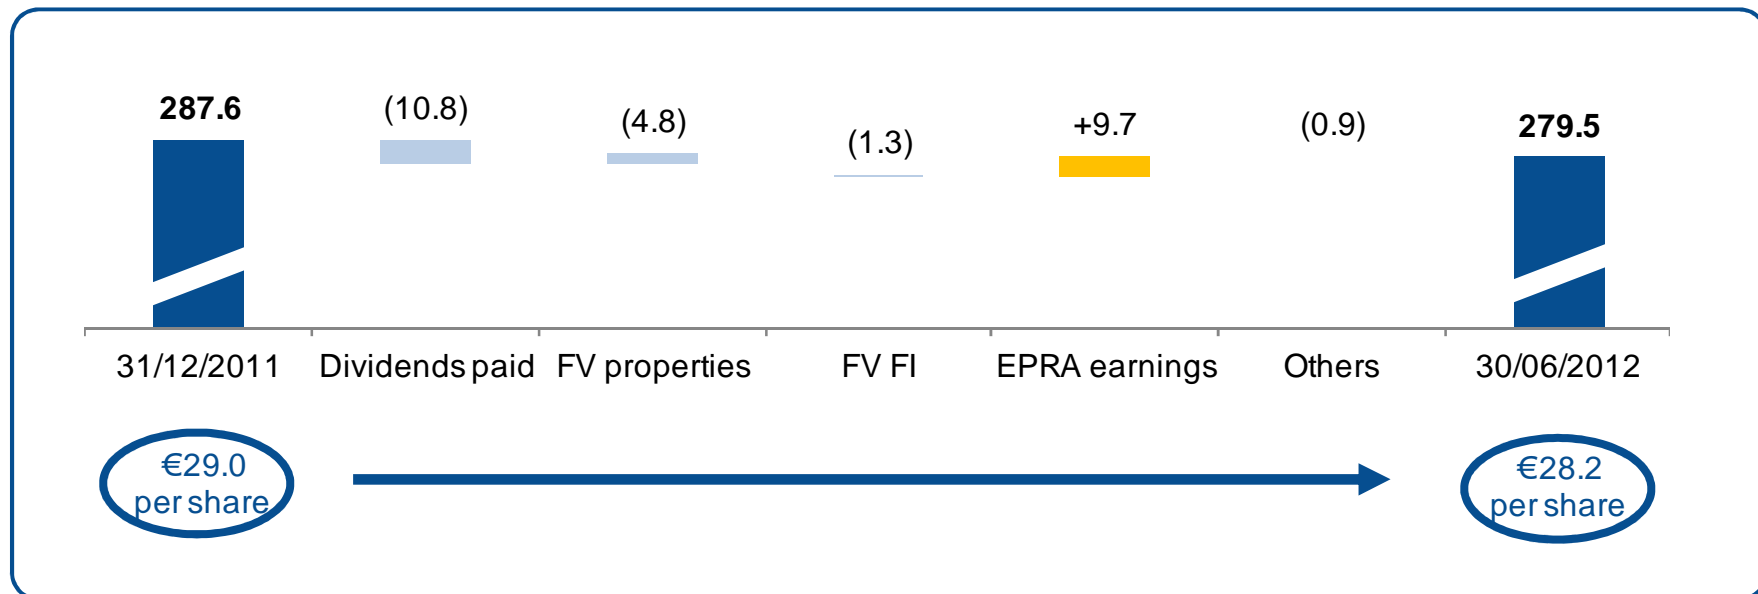 287.6
(10.8)
(4.8)
(1.3)
+9.7
(0.9)
279.5
31/12/2011
Dividends paid
FV properties
FV FI
EPRA earnings
Others
30/06/2012
€29.0
per share
€28.2
per share